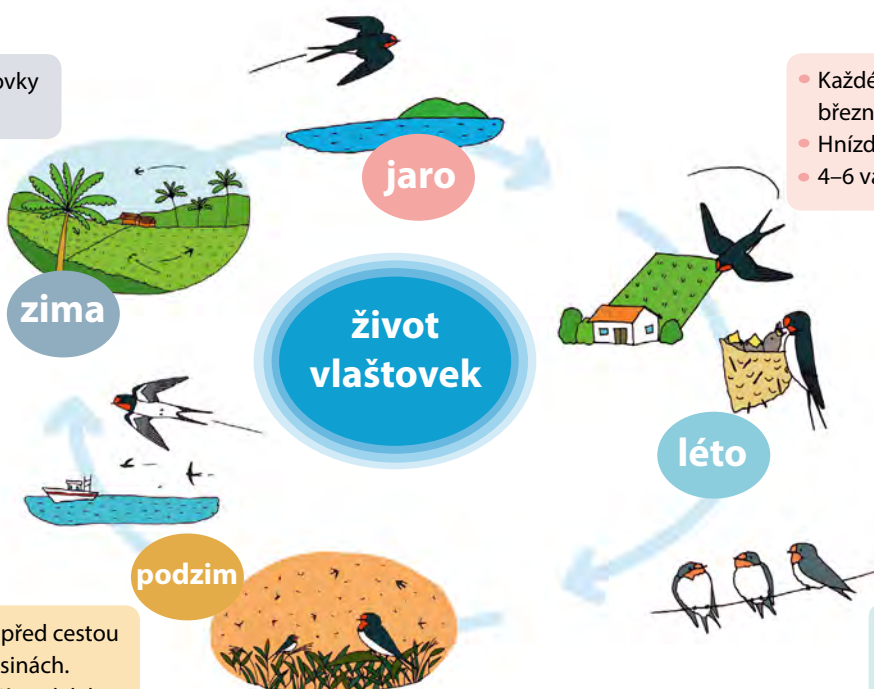 ovky
Každé
březn
Hnízd
4–6 va
jaro
zima
život
vlaštovek
léto
podzim
před cestou
sinách.